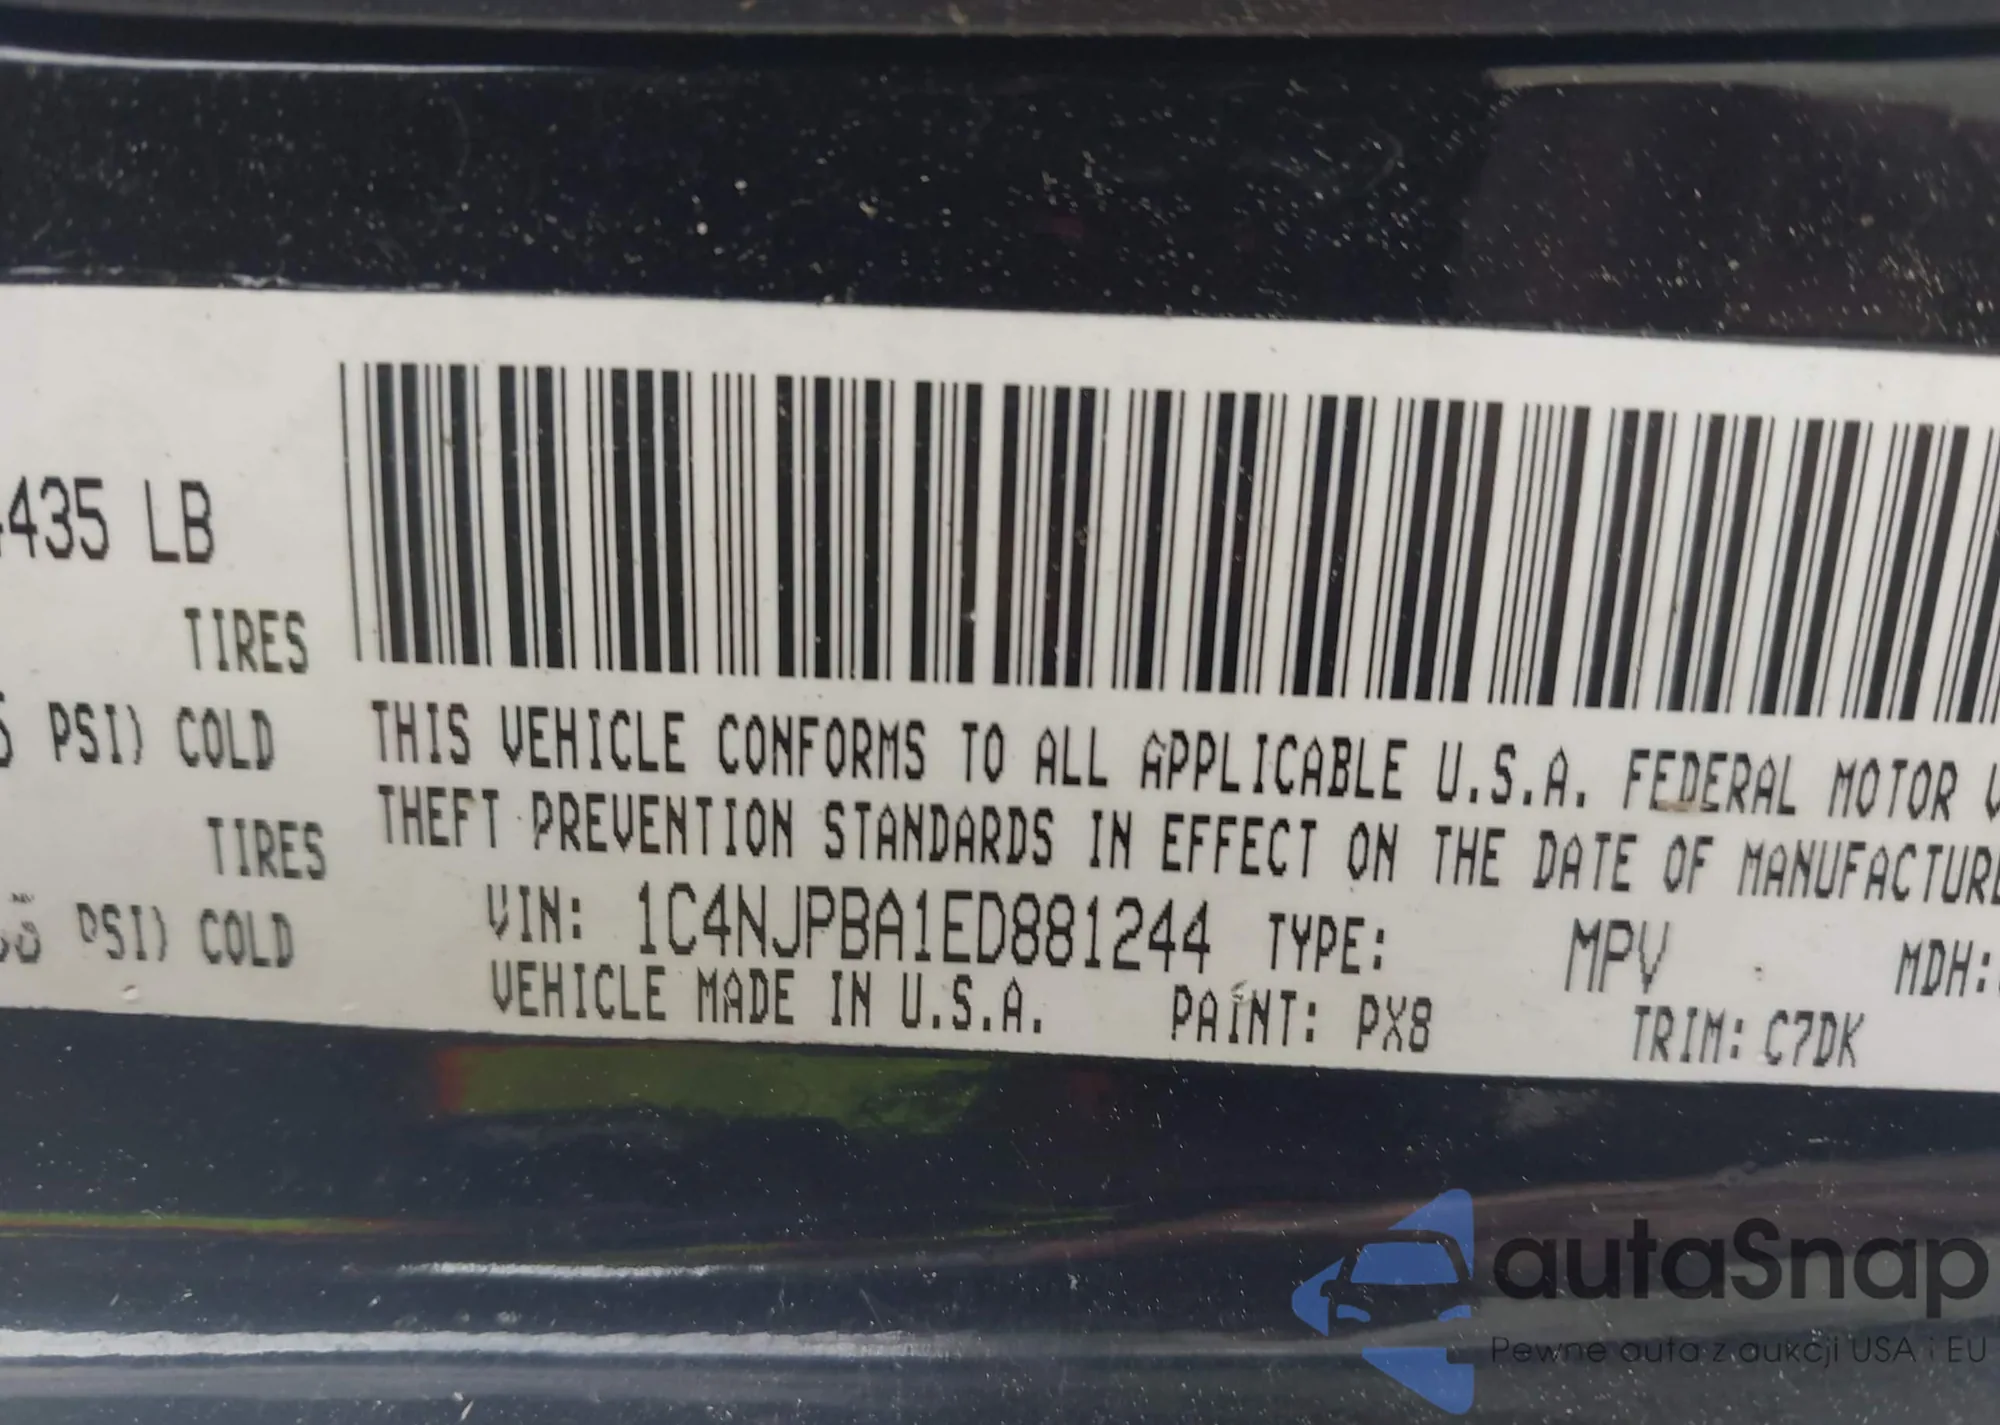 4435 LB
TIRES
PSI) COLD
TIRES
PSI) COLD
THIS VEHICLE CONFORMS TO ALL APPLICABLE U.S.A. FEDERAL MOTOR V
THEFT PREVENTION STANDARDS IN EFFECT ON THE DATE OF MANUFACTURE
VIN: 1C4NJPBA1ED881244 TYPE: MPV MDH:
VEHICLE MADE IN U.S.A. PAINT: PX8 TRIM: C7DK
autaSnap
Pewne auta z aukcji USA i EU